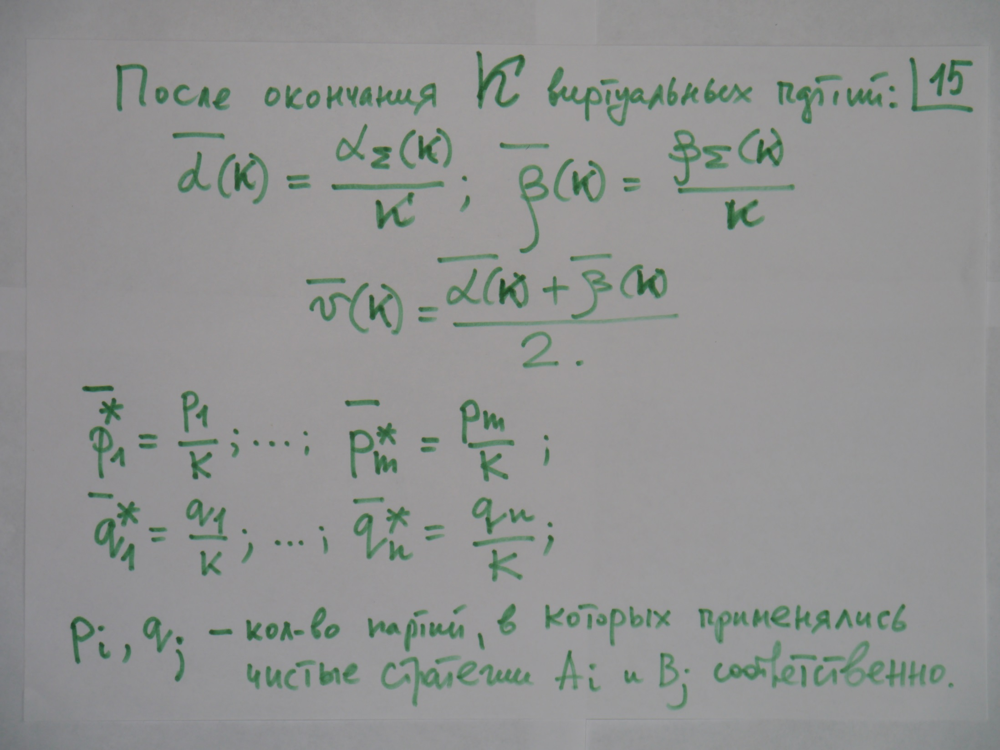 После окончания K виртуальных партий: 15
ᾱ(K) = α_Σ(K) / K ; β̄(K) = β_Σ(K) / K
v̄(K) = (ᾱ(K) + β̄(K)) / 2 .
p̄₁* = p₁ / K ; ... ; p̄ₘ* = pₘ / K ;
q̄₁* = q₁ / K ; ... ; q̄ₙ* = qₙ / K ;
pᵢ, qⱼ – кол-во партий, в которых применялись
чистые стратегии Aᵢ и Bⱼ соответственно.